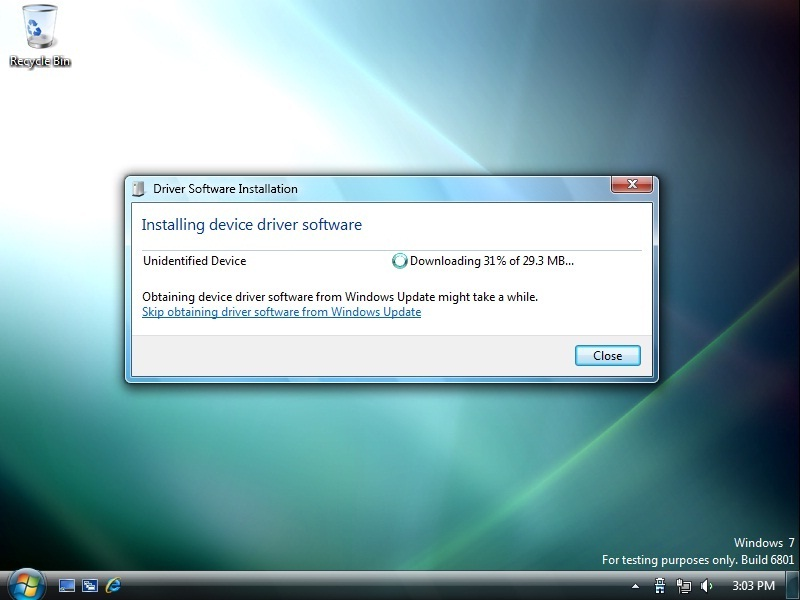 Recycle Bin
Driver Software Installation
Installing device driver software
Unidentified Device Downloading 31% of 29.3 MB...
Obtaining device driver software from Windows Update might take a while.
Skip obtaining driver software from Windows Update
Close
Windows 7
For testing purposes only. Build 6801
3:03 PM